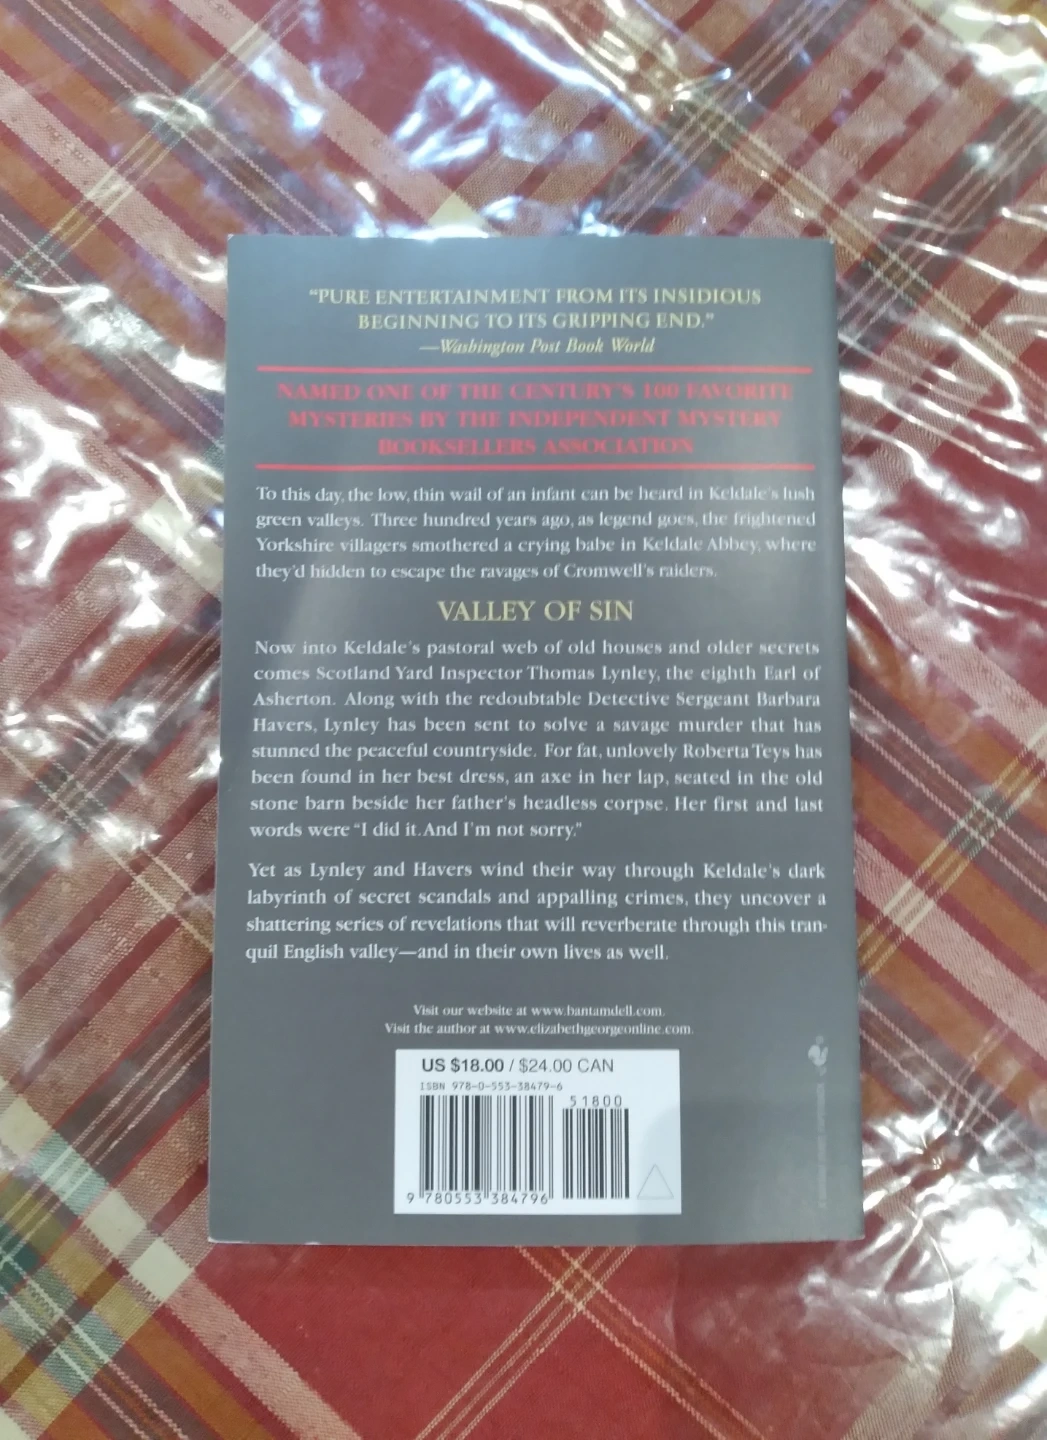 “PURE ENTERTAINMENT FROM ITS INSIDIOUS
BEGINNING TO ITS GRIPPING END.”
—Washington Post Book World
NAMED ONE OF THE CENTURY'S 100 FAVORITE
MYSTERIES BY THE INDEPENDENT MYSTERY
BOOKSELLERS ASSOCIATION
To this day, the low, thin wail of an infant can be heard in Keldale's lush
green valleys. Three hundred years ago, as legend goes, the frightened
Yorkshire villagers smothered a crying babe in Keldale Abbey, where
they'd hidden to escape the ravages of Cromwell's raiders.
VALLEY OF SIN
Now into Keldale's pastoral web of old houses and older secrets
comes Scotland Yard Inspector Thomas Lynley, the eighth Earl of
Asherton. Along with the redoubtable Detective Sergeant Barbara
Havers, Lynley has been sent to solve a savage murder that has
stunned the peaceful countryside. For fat, unlovely Roberta Teys has
been found in her best dress, an axe in her lap, seated in the old
stone barn beside her father's headless corpse. Her first and last
words were “I did it. And I'm not sorry.”
Yet as Lynley and Havers wind their way through Keldale's dark
labyrinth of secret scandals and appalling crimes, they uncover a
shattering series of revelations that will reverberate through this tran-
quil English valley—and in their own lives as well.
Visit our website at www.bantamdell.com.
Visit the author at www.elizabethgeorgeonline.com.
US $18.00 / $24.00 CAN
ISBN 978-0-553-38479-6
51800
9 780553 384796